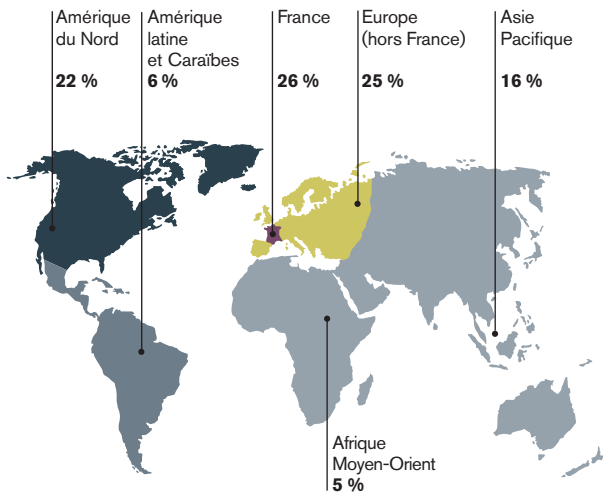 Amérique
du Nord
22 %
Amérique
latine
et Caraïbes
6 %
France
26 %
Europe
(hors France)
25 %
Asie
Pacifique
16 %
Afrique
Moyen-Orient
5 %